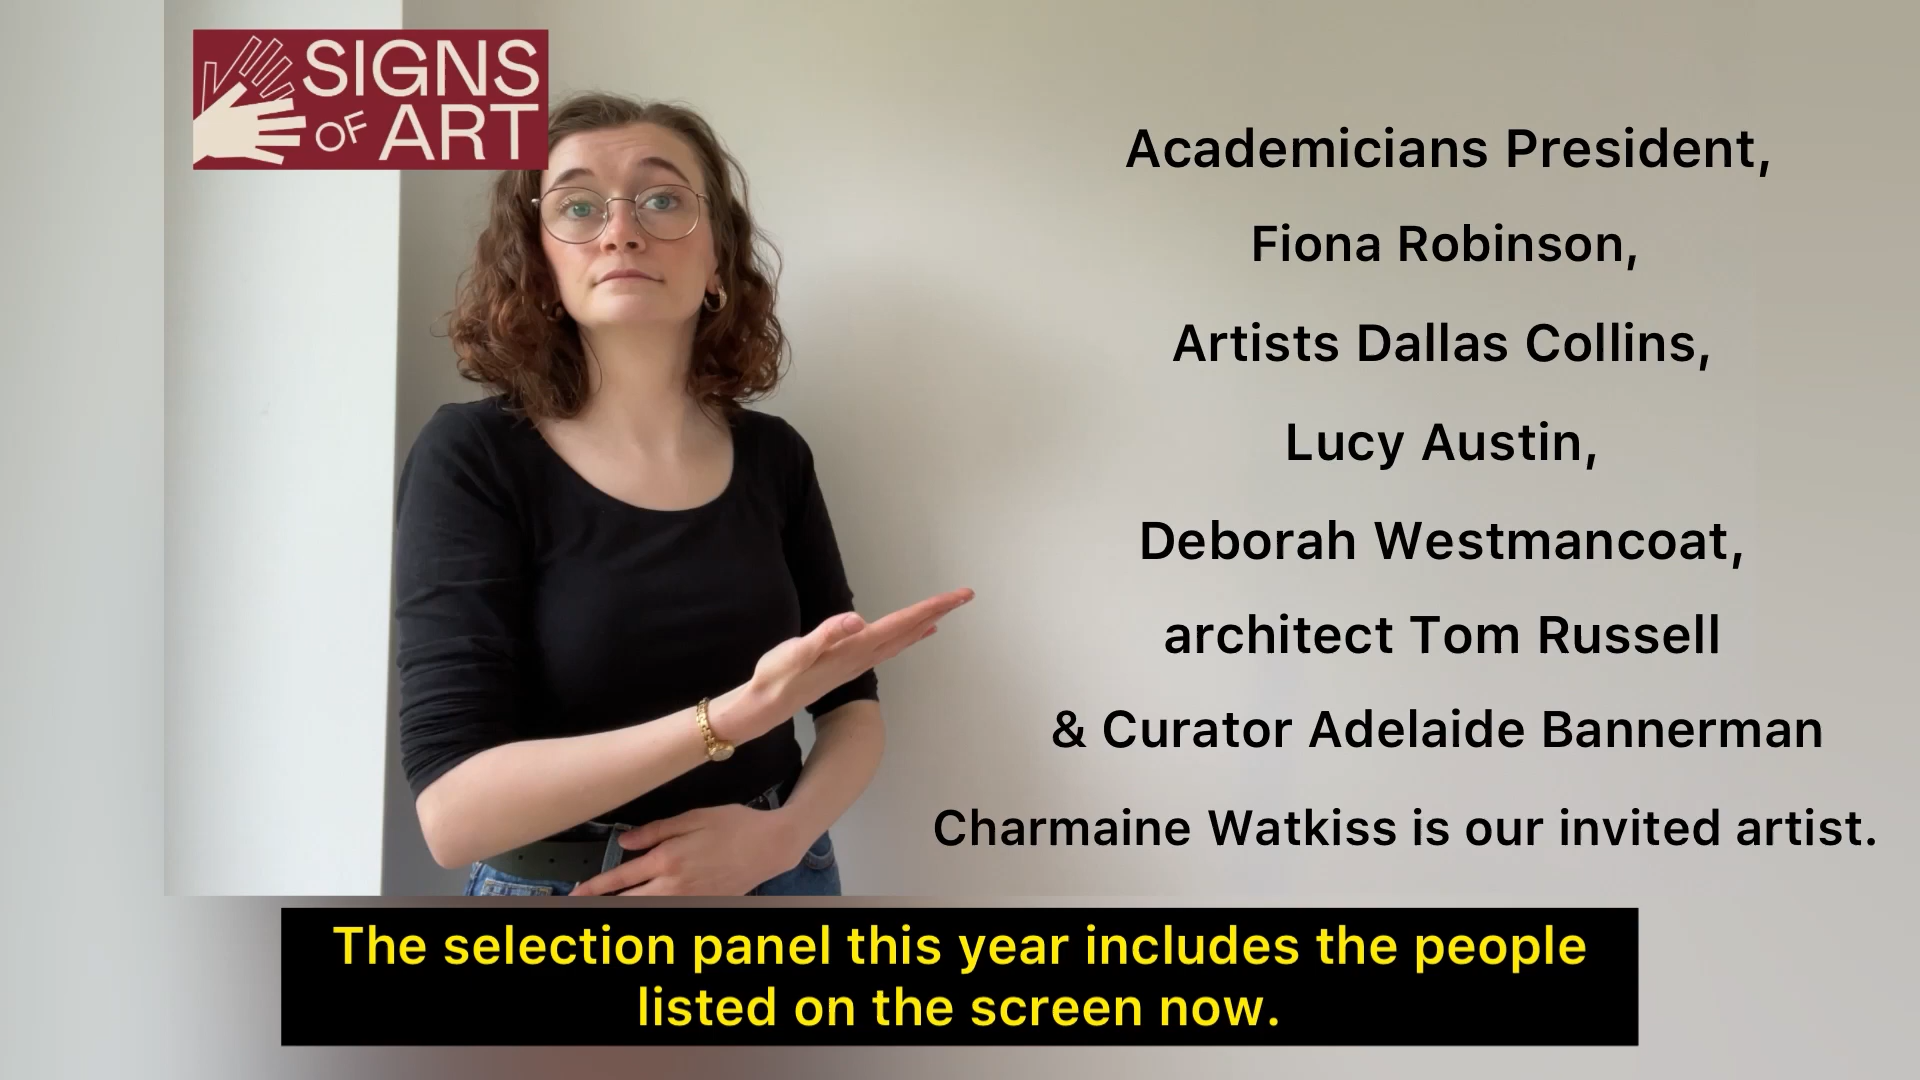 SIGNS
OF ART
Academicians President,
Fiona Robinson,
Artists Dallas Collins,
Lucy Austin,
Deborah Westmancoat,
architect Tom Russell
& Curator Adelaide Bannerman
Charmaine Watkiss is our invited artist.
The selection panel this year includes the people
listed on the screen now.